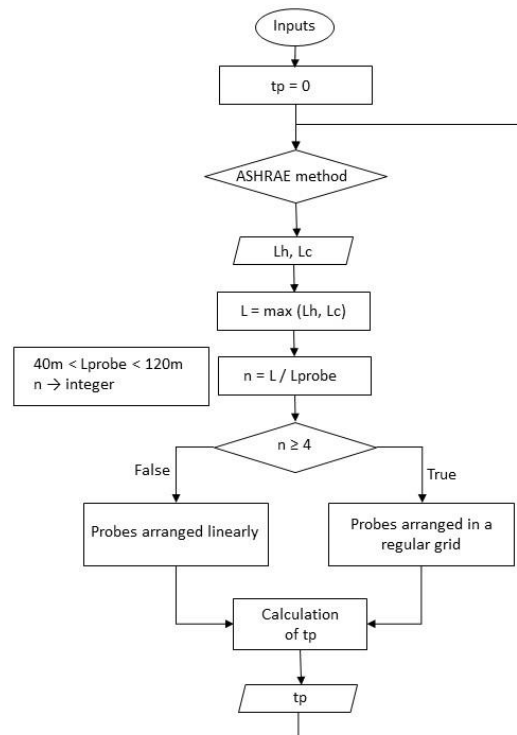 Inputs
tp = 0
ASHRAE method
Lh, Lc
L = max (Lh, Lc)
40m < Lprobe < 120m
n → integer
n = L / Lprobe
n ≥ 4
False
True
Probes arranged linearly
Probes arranged in a
regular grid
Calculation
of tp
tp